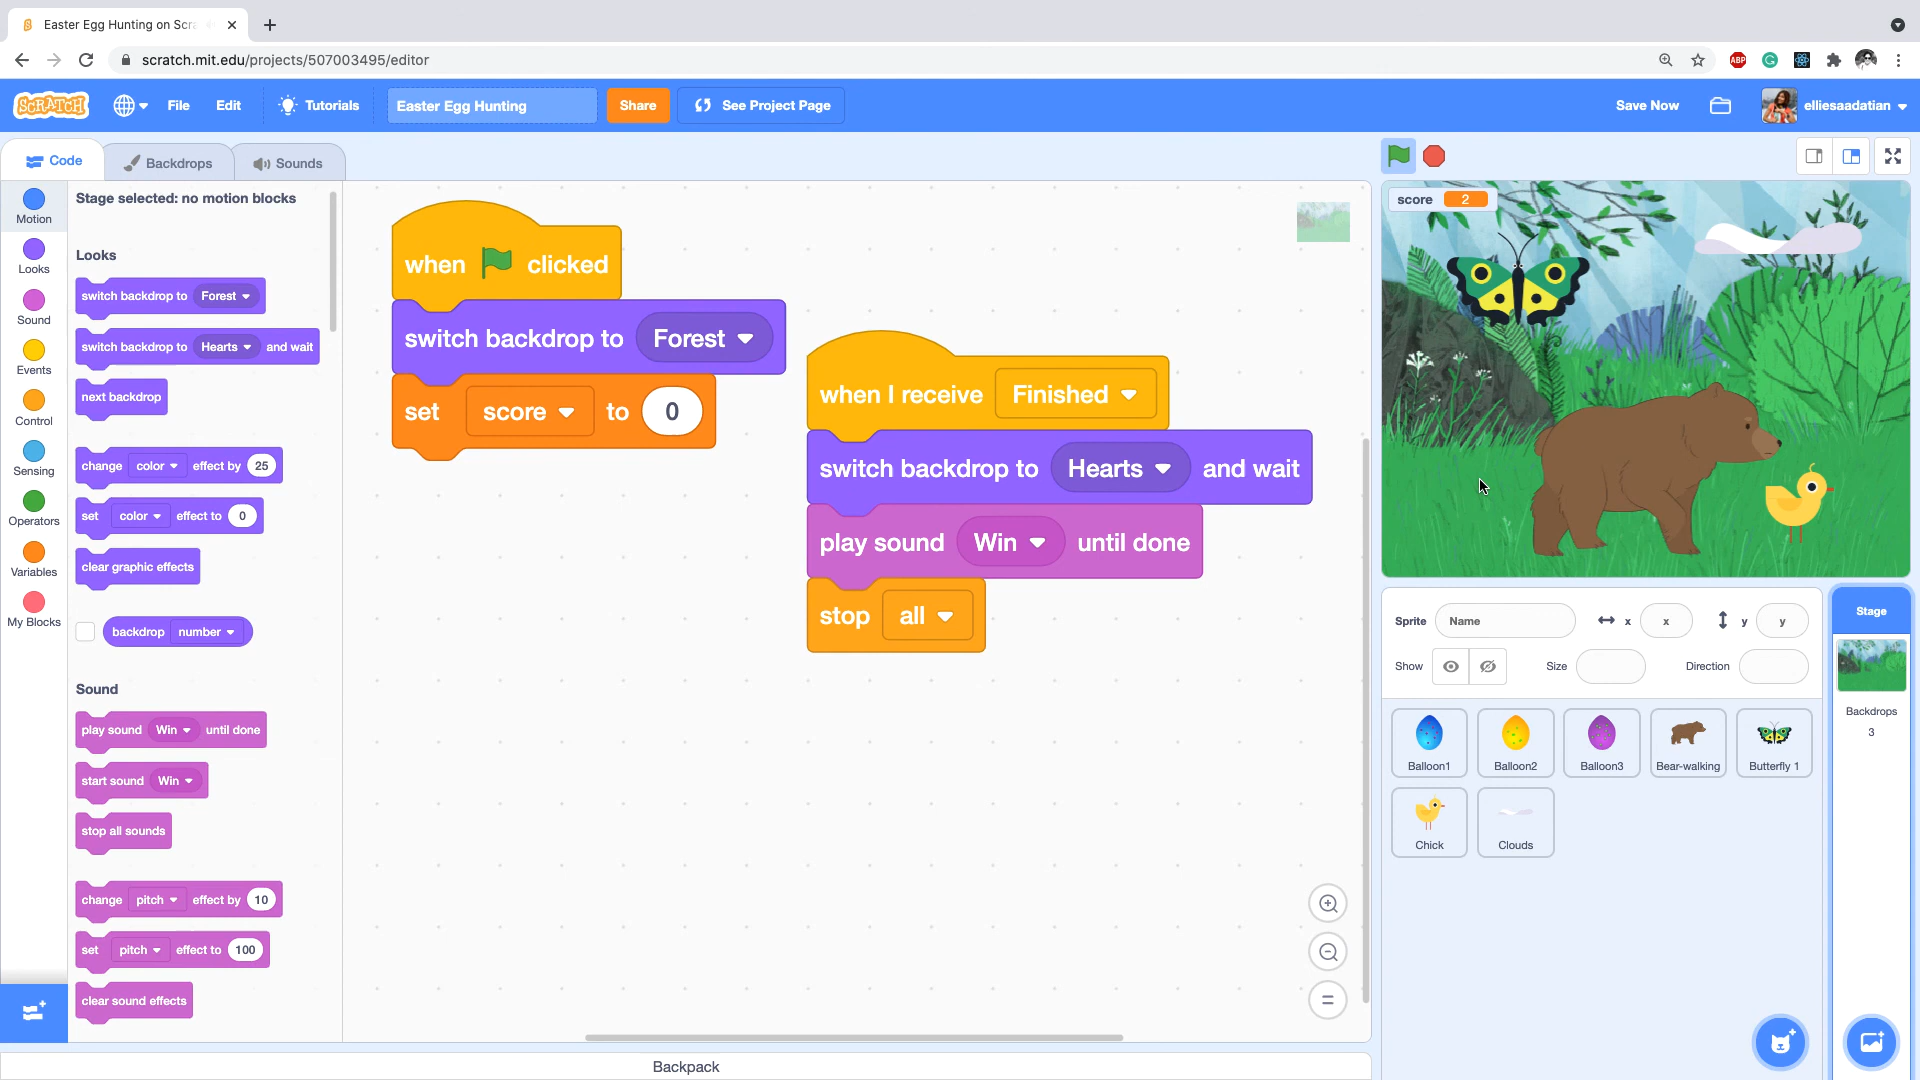 Easter Egg Hunting on Scra
scratch.mit.edu/projects/507003495/editor
ABP
SCRATCH
File
Edit
Tutorials
Easter Egg Hunting
Share
See Project Page
Save Now
elliesaadatian
Code
Backdrops
Sounds
Motion
Looks
Sound
Events
Control
Sensing
Operators
Variables
My Blocks
Stage selected: no motion blocks
Looks
switch backdrop to Forest
switch backdrop to Hearts and wait
next backdrop
change color effect by 25
set color effect to 0
clear graphic effects
backdrop number
Sound
play sound Win until done
start sound Win
stop all sounds
change pitch effect by 10
set pitch effect to 100
clear sound effects
when clicked
switch backdrop to Forest
set score to 0
when I receive Finished
switch backdrop to Hearts and wait
play sound Win until done
stop all
Backpack
score 2
Sprite Name x x y y
Show Size Direction
Balloon1
Balloon2
Balloon3
Bear-walking
Butterfly 1
Chick
Clouds
Stage
Backdrops
3